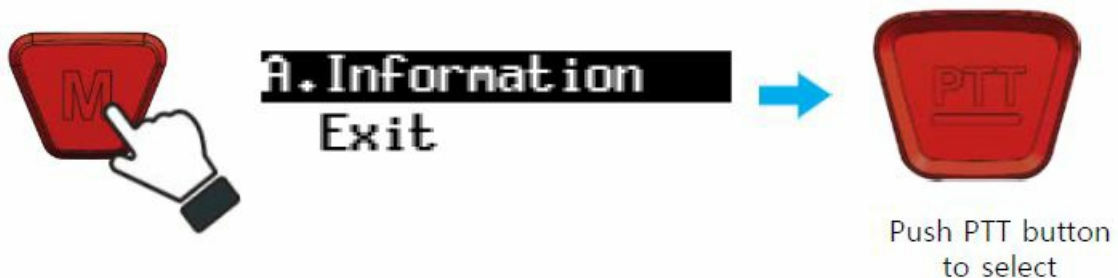 M
A.Information
Exit
PTT
Push PTT button
to select